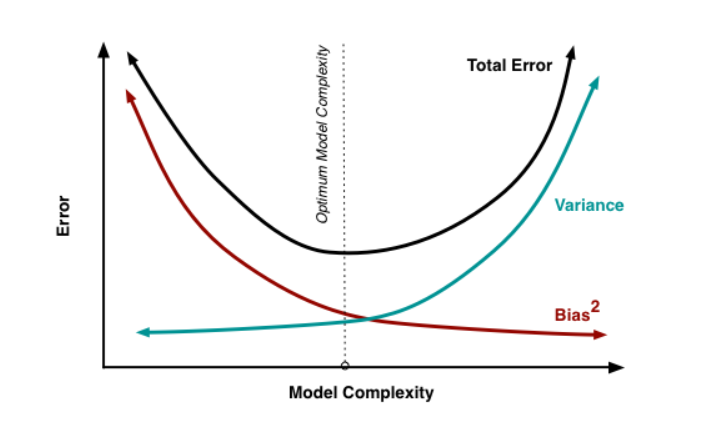 Total Error
Optimum Model Complexity
Variance
Error
Bias²
Model Complexity